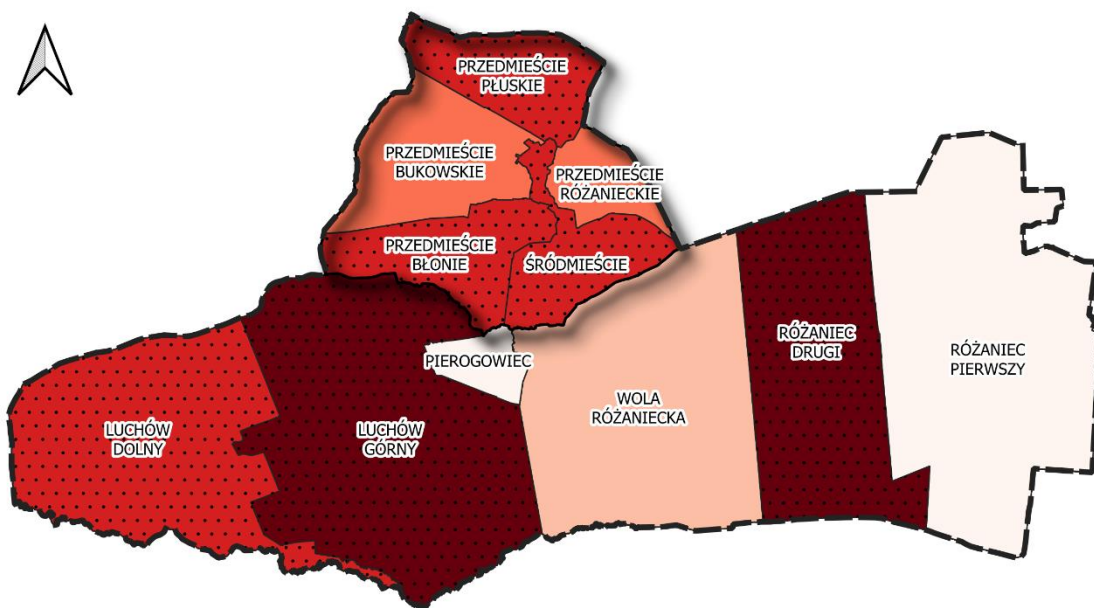 PRZEDMIEŚCIE
PŁUSKIE
PRZEDMIEŚCIE
BUKOWSKIE
PRZEDMIEŚCIE
RÓŻANIECKIE
PRZEDMIEŚCIE
BŁONIE
ŚRÓDMIEŚCIE
PIEROGOWIEC
RÓŻANIEC
DRUGI
RÓŻANIEC
PIERWSZY
WOLA
RÓŻANIECKA
LUCHÓW
DOLNY
LUCHÓW
GÓRNY